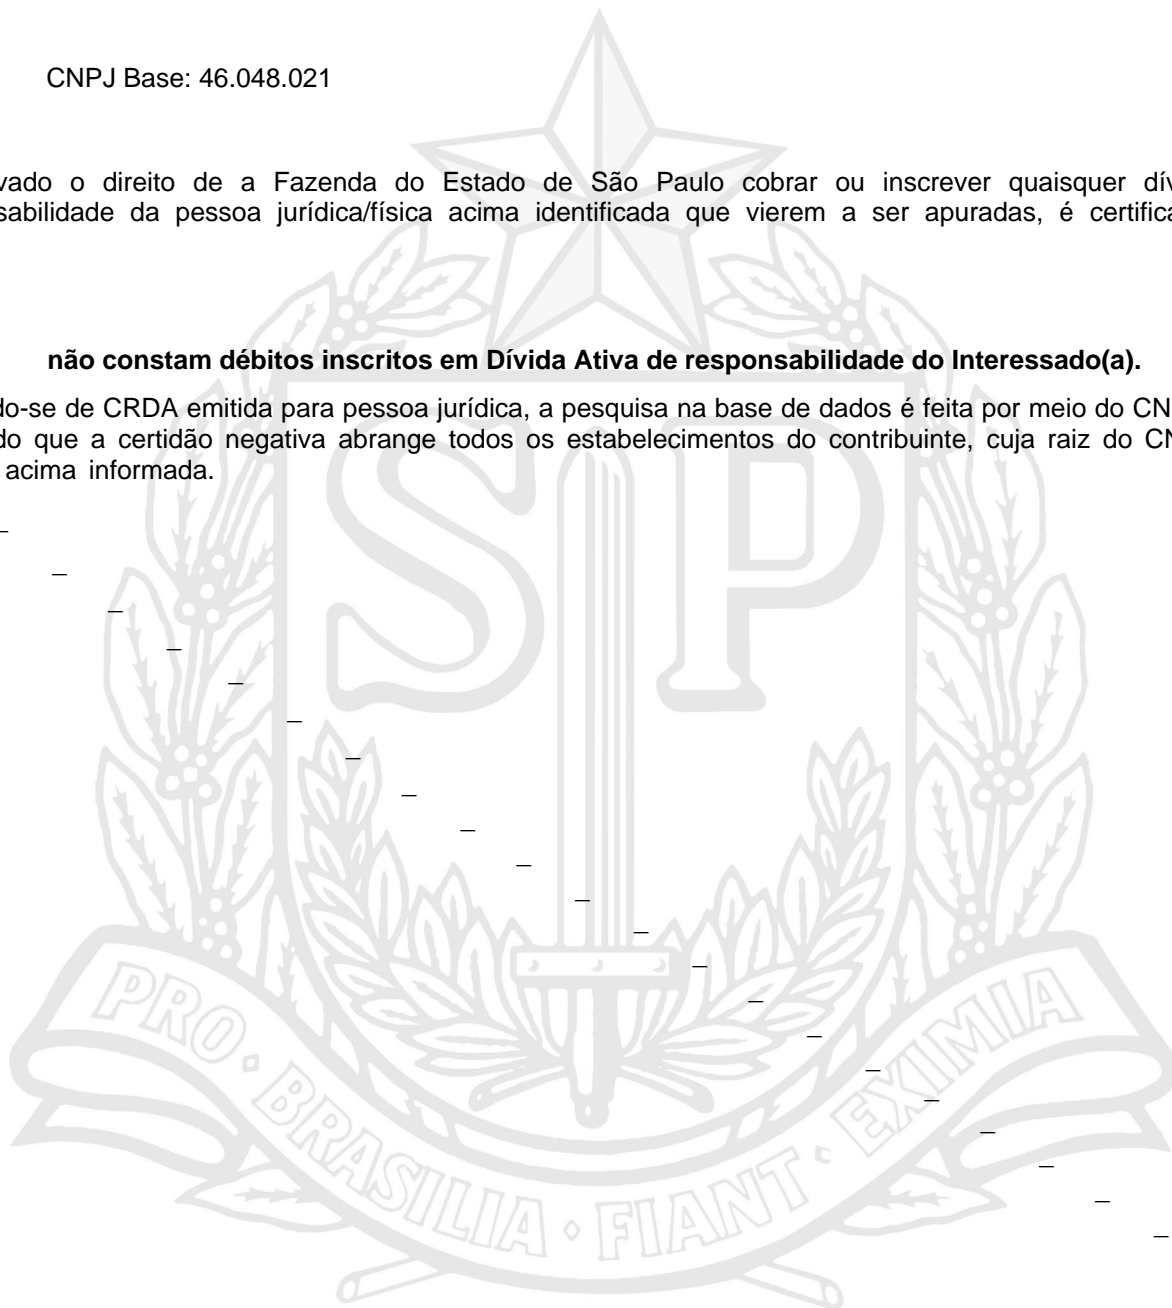 CNPJ Base: 46.048.021
vado o direito de a Fazenda do Estado de São Paulo cobrar ou inscrever quaisquer dív
sabilidade da pessoa jurídica/física acima identificada que vierem a ser apuradas, é certifica
não constam débitos inscritos em Dívida Ativa de responsabilidade do Interessado(a).
do-se de CRDA emitida para pessoa jurídica, a pesquisa na base de dados é feita por meio do CN
do que a certidão negativa abrange todos os estabelecimentos do contribuinte, cuja raiz do CN
acima informada.
SP
PRO • BRASILIA • FIANT • EXIMIA